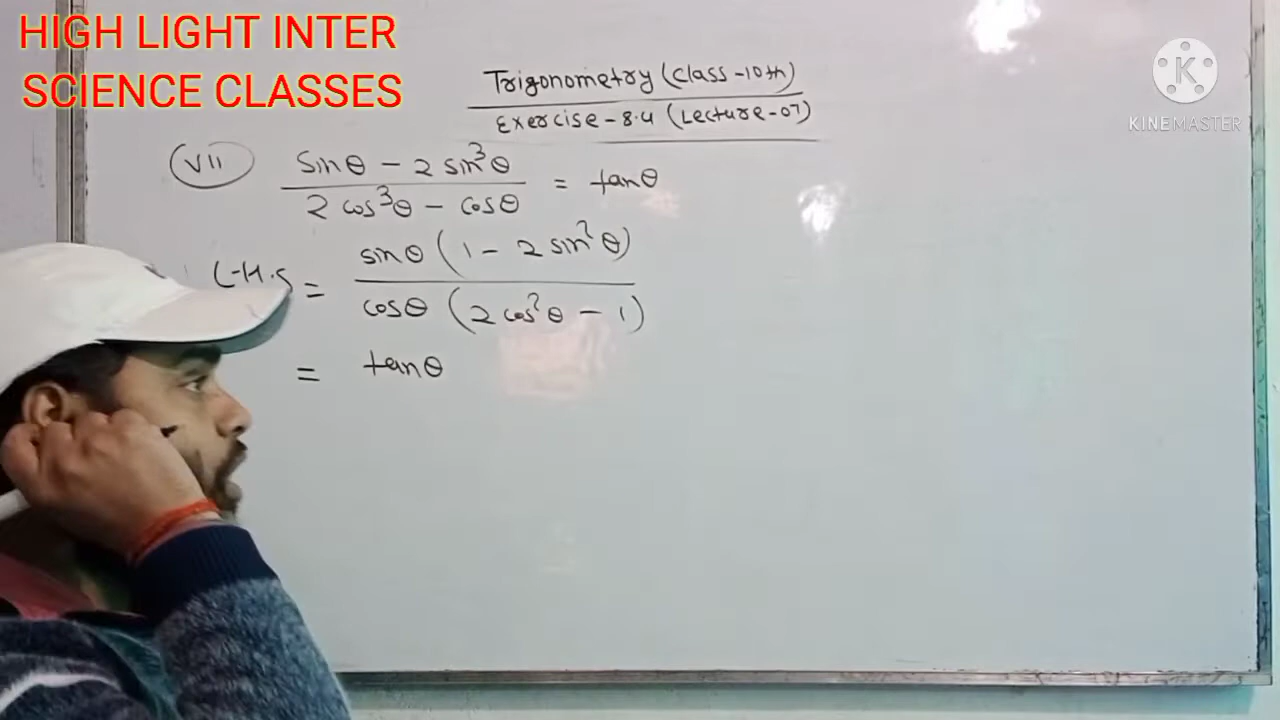 HIGH LIGHT INTER
SCIENCE CLASSES
KINEMASTER
Trigonometry (Class-10th)
Exercise-8.4 (Lecture-07)
(VII) sinθ - 2 sin³θ
2 cos³θ - cosθ
= tanθ
L.H.S = sinθ (1 - 2 sin²θ)
cosθ (2 cos²θ - 1)
= tanθ